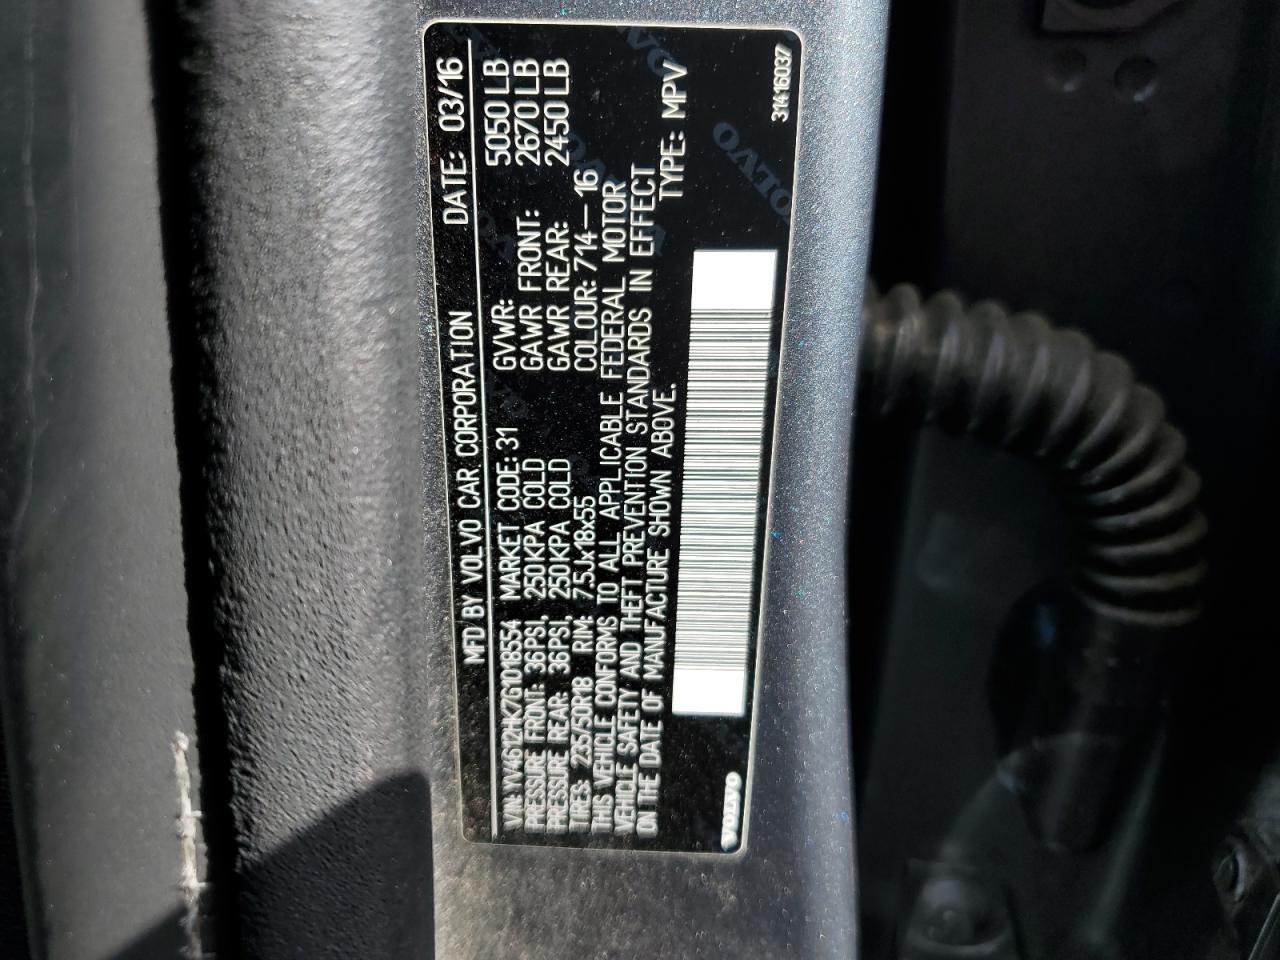 MFD BY VOLVO CAR CORPORATION DATE: 03/16
VIN: YV4612HK7G1018554 MARKET CODE: 31 GVWR: 5050 LB
PRESSURE FRONT: 36PSI, 250KPA COLD GAWR FRONT: 2670 LB
PRESSURE REAR: 36PSI, 250KPA COLD GAWR REAR: 2450 LB
TIRES: 235/50R18 RIM: 7.5Jx18x55 COLOUR: 714-16
THIS VEHICLE CONFORMS TO ALL APPLICABLE FEDERAL MOTOR
VEHICLE SAFETY AND THEFT PREVENTION STANDARDS IN EFFECT
ON THE DATE OF MANUFACTURE SHOWN ABOVE. TYPE: MPV
VOLVO 31416037